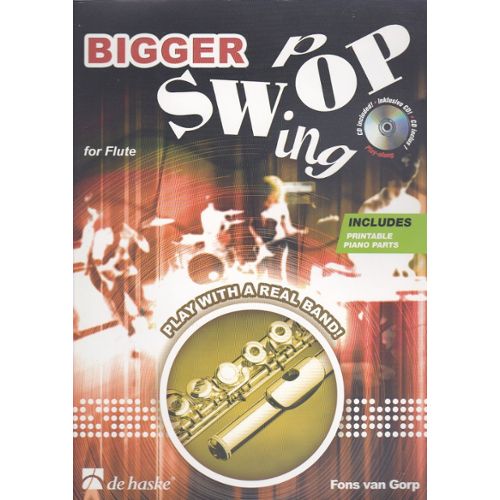 BIGGER
SWOP
pop
Swing
for Flute
CD included! • Inklusive CD! • CD inclus!
Play-along
INCLUDES
PRINTABLE
PIANO PARTS
PLAY WITH A REAL BAND!
de haske
Fons van Gorp